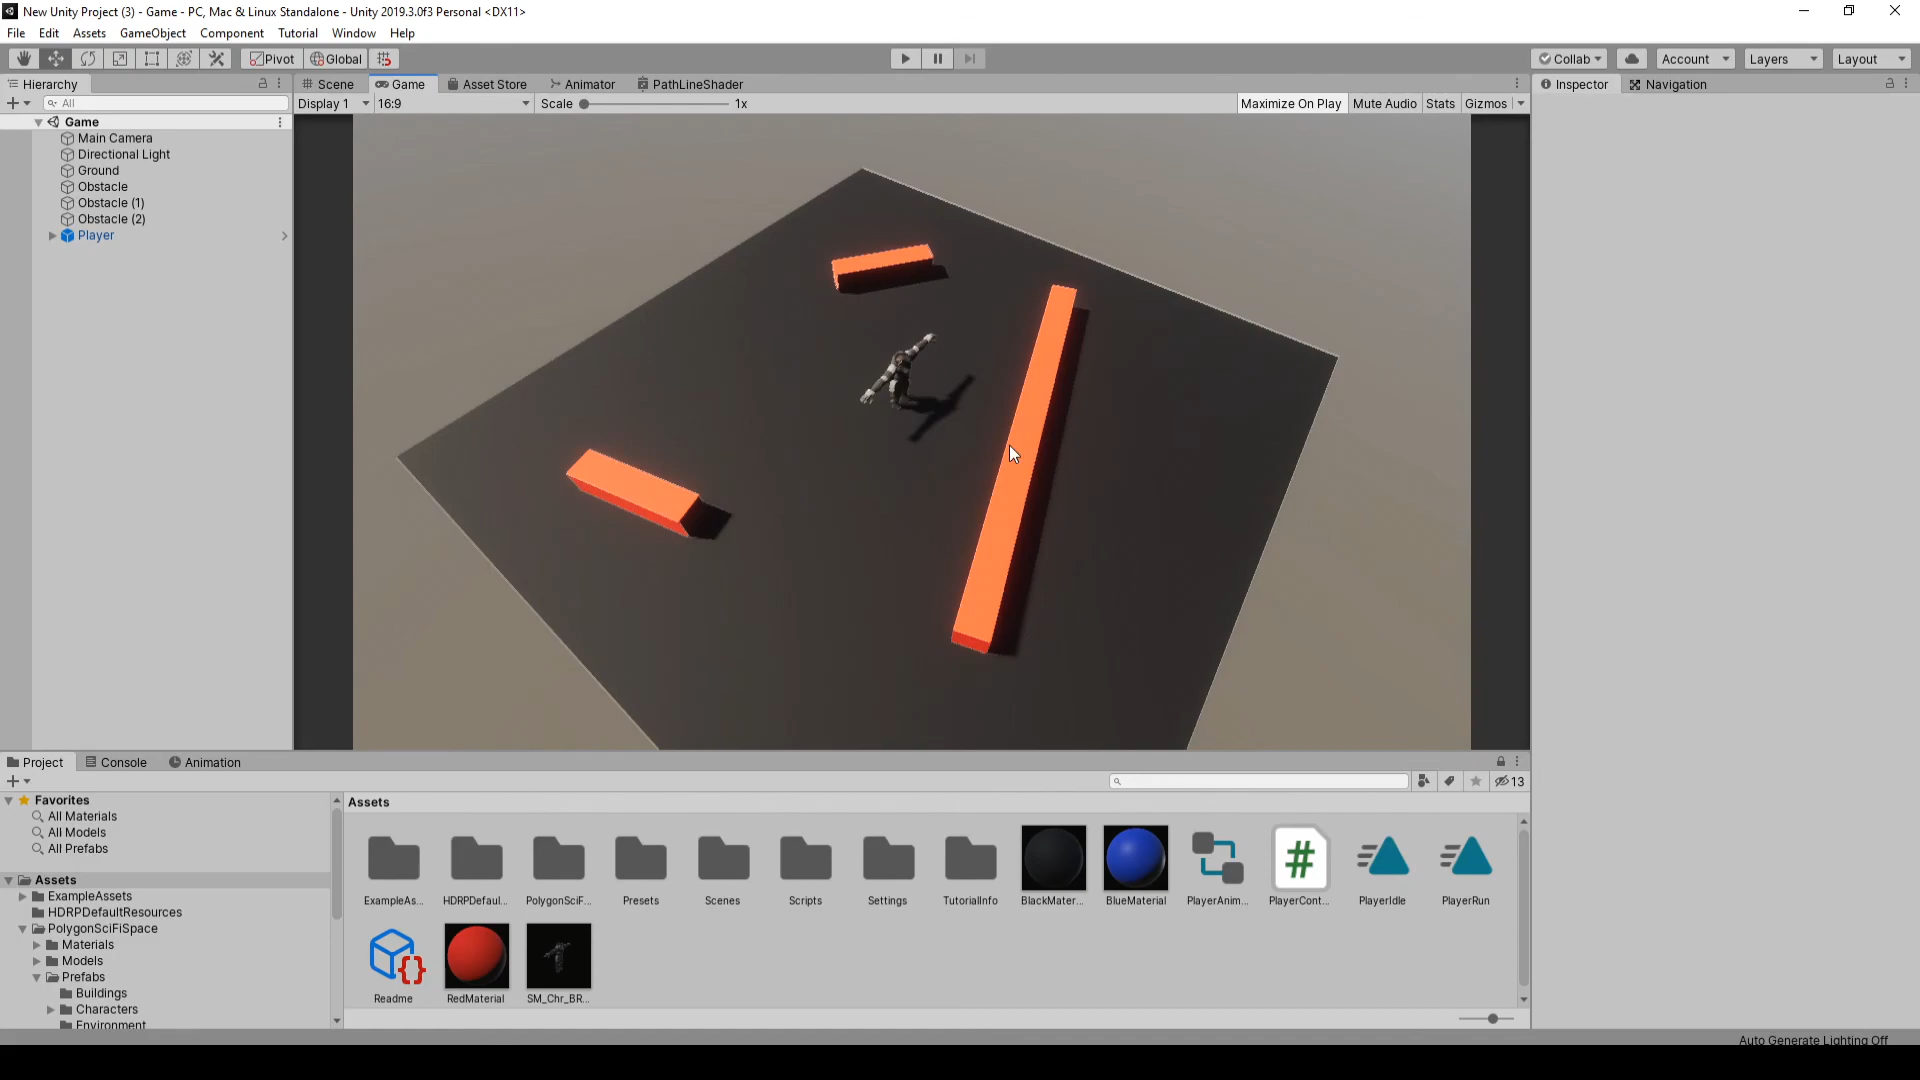 New Unity Project (3) - Game - PC, Mac & Linux Standalone - Unity 2019.3.0f3 Personal <DX11>
File Edit Assets GameObject Component Tutorial Window Help
Pivot Global Collab Account Layers Layout
Hierarchy Scene Game Asset Store Animator PathLineShader Inspector Navigation
All Display 1 16:9 Scale 1x Maximize On Play Mute Audio Stats Gizmos
Game
Main Camera
Directional Light
Ground
Obstacle
Obstacle (1)
Obstacle (2)
Player
Project Console Animation
13
Favorites
All Materials
All Models
All Prefabs
Assets
ExampleAssets
HDRPDefaultResources
PolygonSciFiSpace
Materials
Models
Prefabs
Buildings
Characters
Environment
Assets
ExampleAs... HDRPDefaul... PolygonSciF... Presets Scenes Scripts Settings TutorialInfo BlackMater... BlueMaterial PlayerAnim... PlayerCont... PlayerIdle PlayerRun
Readme RedMaterial SM_Chr_BR...
Auto Generate Lighting Off